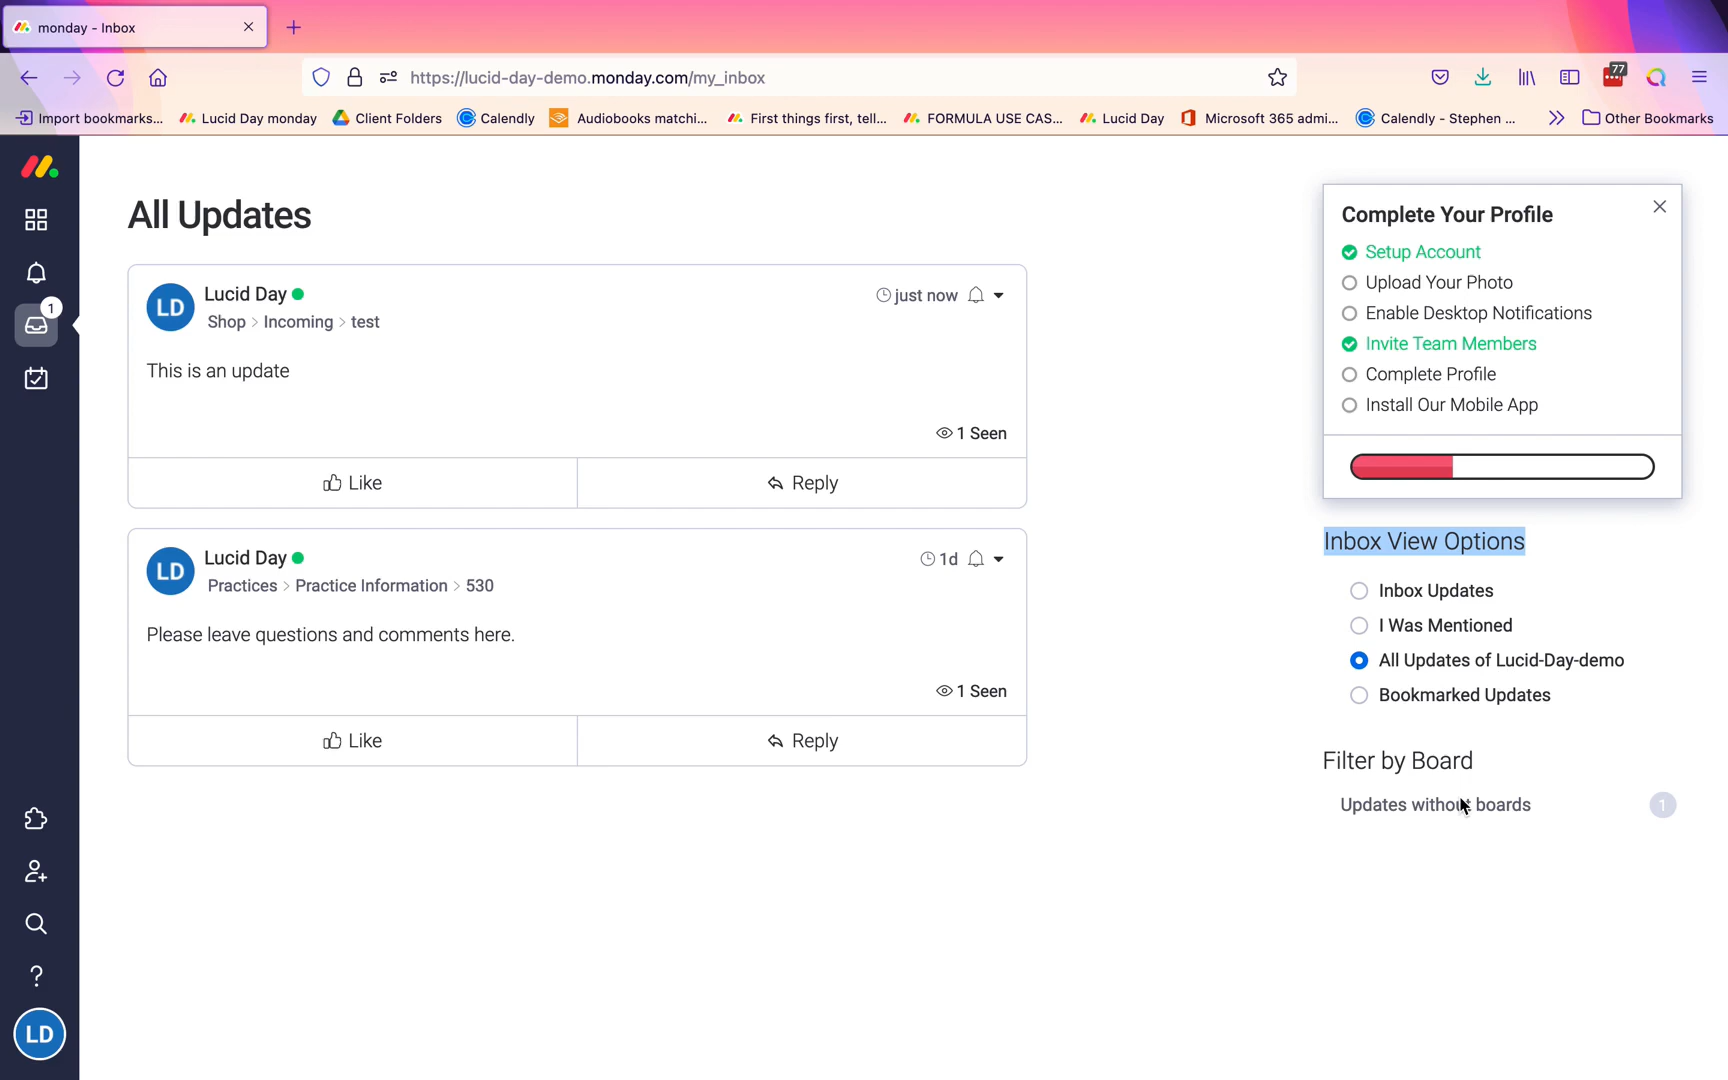 monday - Inbox
https://lucid-day-demo.monday.com/my_inbox
77
Import bookmarks...
Lucid Day monday
Client Folders
Calendly
Audiobooks matchi...
First things first, tell...
FORMULA USE CAS...
Lucid Day
Microsoft 365 admi...
Calendly - Stephen ...
Other Bookmarks
1
LD
All Updates
LD
Lucid Day
just now
Shop > Incoming > test
This is an update
1 Seen
Like
Reply
LD
Lucid Day
1d
Practices > Practice Information > 530
Please leave questions and comments here.
1 Seen
Like
Reply
Complete Your Profile
Setup Account
Upload Your Photo
Enable Desktop Notifications
Invite Team Members
Complete Profile
Install Our Mobile App
Inbox View Options
Inbox Updates
I Was Mentioned
All Updates of Lucid-Day-demo
Bookmarked Updates
Filter by Board
Updates without boards
1